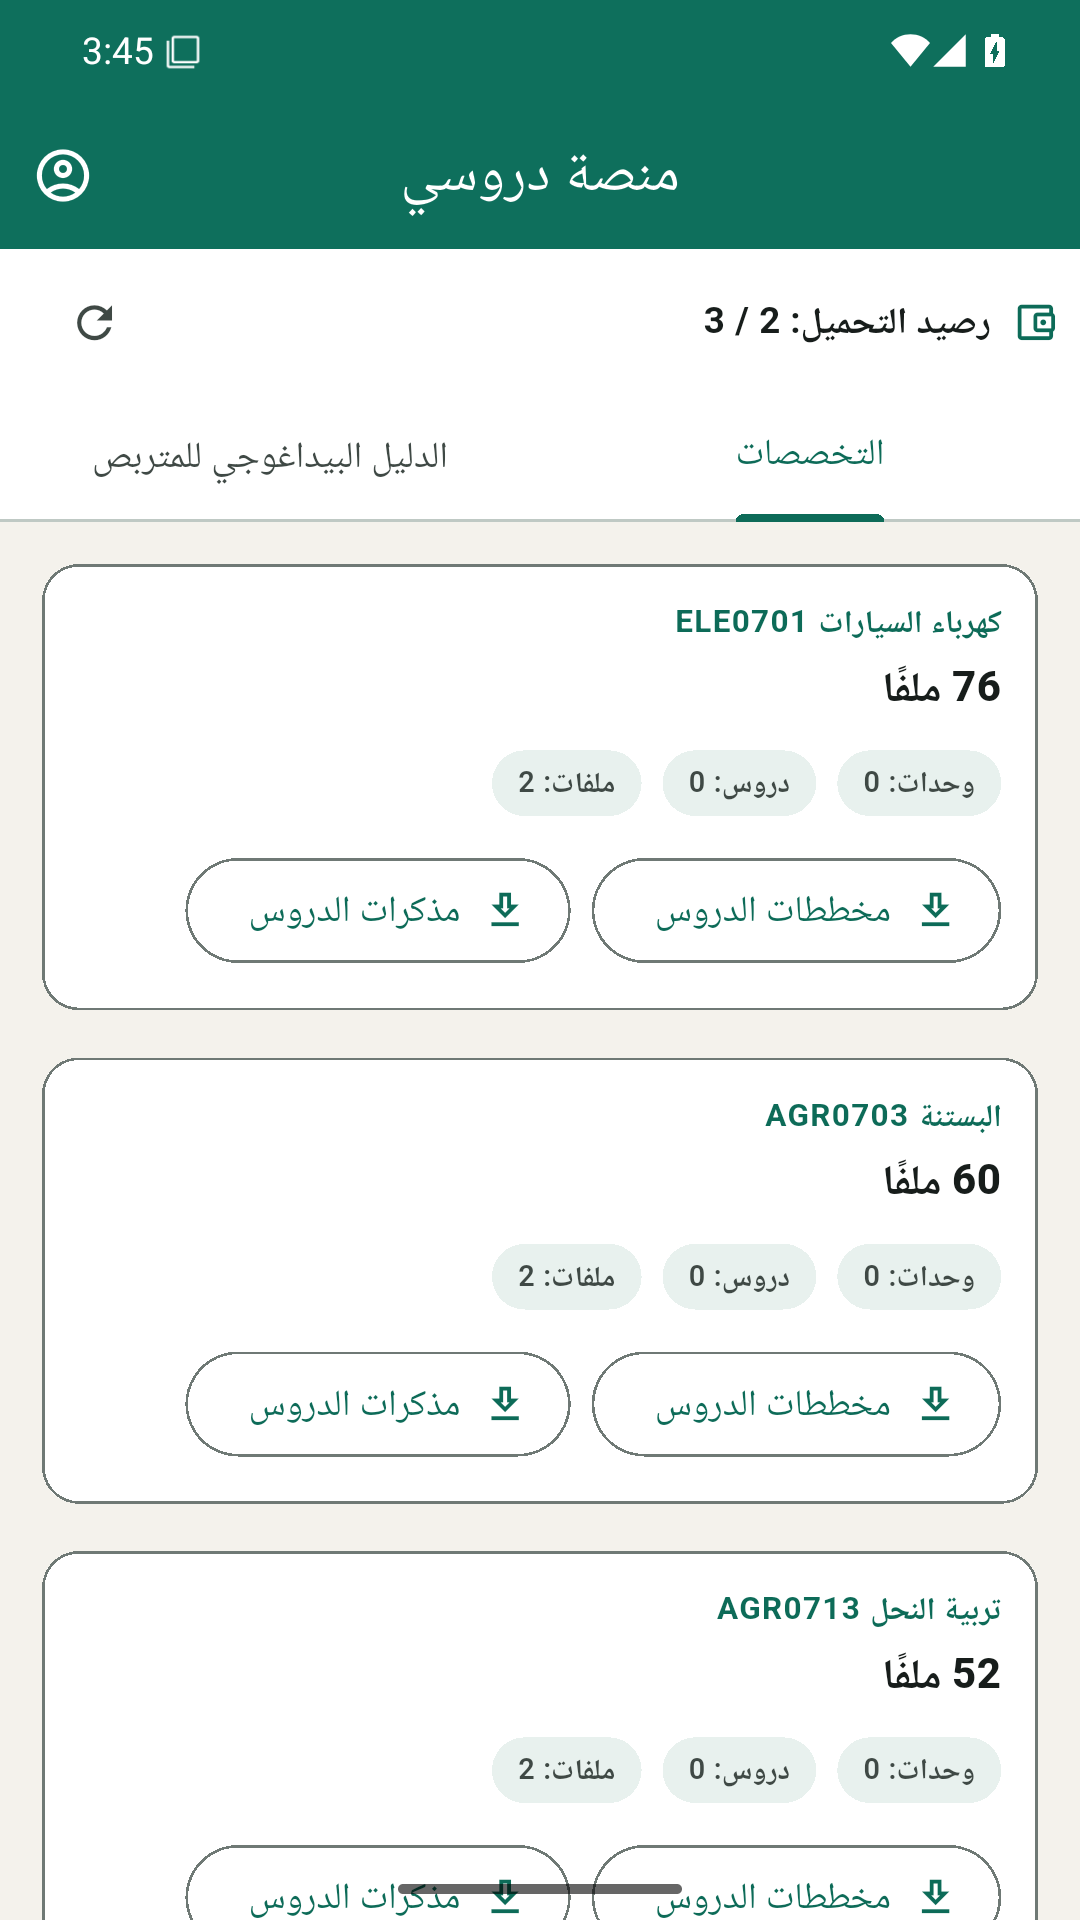 3:45
منصة دروسي
رصيد التحميل: 2 / 3
التخصصات
الدليل البيداغوجي للمتربص
كهرباء السيارات ELE0701
76 ملفًا
وحدات: 0
دروس: 0
ملفات: 2
مخططات الدروس
مذكرات الدروس
البستنة AGR0703
60 ملفًا
وحدات: 0
دروس: 0
ملفات: 2
مخططات الدروس
مذكرات الدروس
تربية النحل AGR0713
52 ملفًا
وحدات: 0
دروس: 0
ملفات: 2
مخططات الدروس
مذكرات الدروس